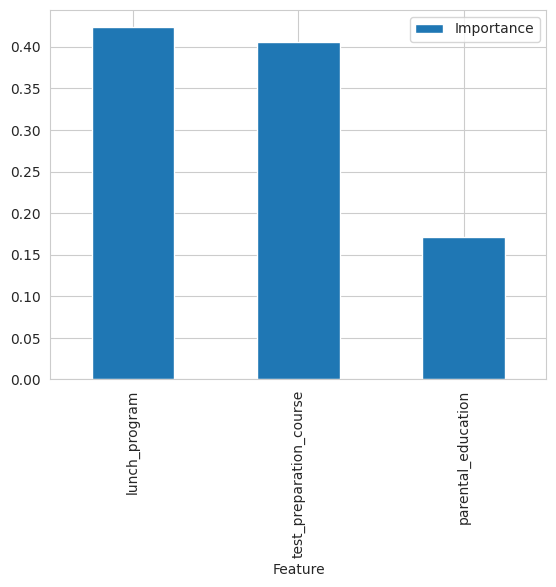 Importance
0.40
0.35
0.30
0.25
0.20
0.15
0.10
0.05
0.00
lunch_program
test_preparation_course
parental_education
Feature